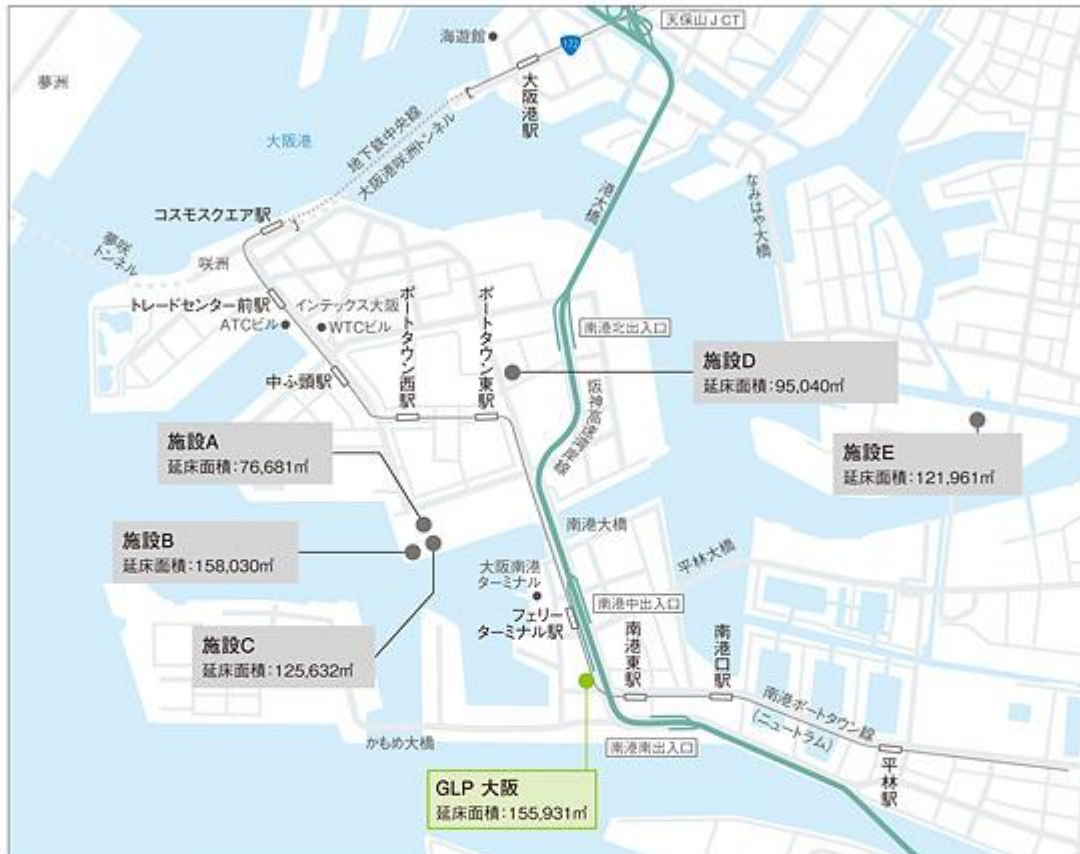 天保山JCT
海遊館
172
夢洲
大阪港駅
大阪港
地下鉄中央線
大阪港咲洲トンネル
なみはや大橋
港大橋
コスモスクエア駅
夢咲
トンネル
咲洲
トレードセンター前駅
インテックス大阪
ATCビル
WTCビル
ポートタウン西駅
ポートタウン東駅
南港北出入口
中ふ頭駅
阪神高速湾岸線
施設D
延床面積:95,040㎡
施設A
延床面積:76,681㎡
施設E
延床面積:121,961㎡
施設B
延床面積:158,030㎡
南港大橋
平林大橋
大阪南港
ターミナル
フェリー
ターミナル駅
南港中出入口
施設C
延床面積:125,632㎡
南港東駅
南港口駅
南港ポートタウン線
(ニュートラム)
かもめ大橋
南港南出入口
平林駅
GLP 大阪
延床面積:155,931㎡